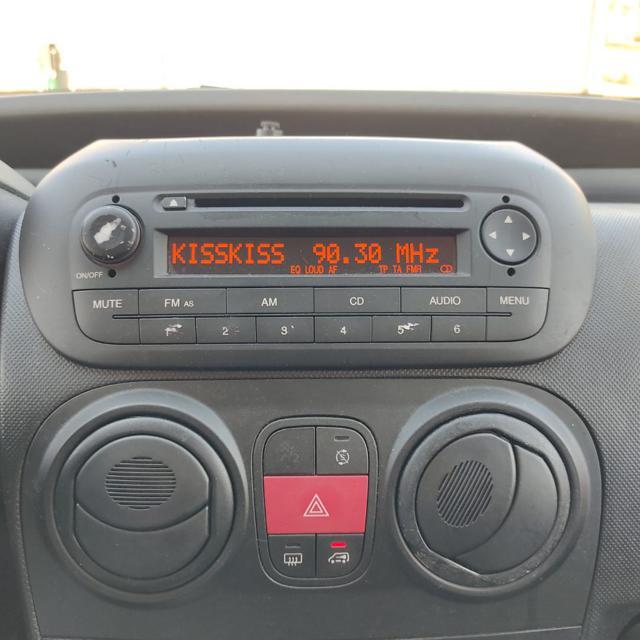 KISSKISS 90.30 MHz
EQ LOUD AF TP TA FMR CD
ON/OFF
MUTE FM AS AM CD AUDIO MENU
1 2 3 4 5 6